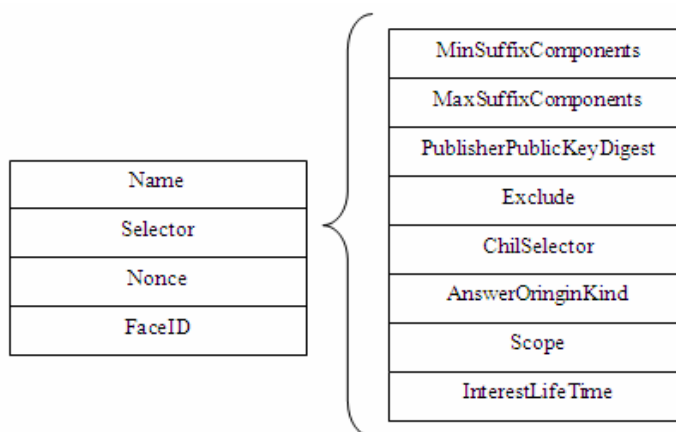 Name
Selector
Nonce
FaceID
MinSuffixComponents
MaxSuffixComponents
PublisherPublicKeyDigest
Exclude
ChilSelector
AnswerOringinKind
Scope
InterestLifeTime